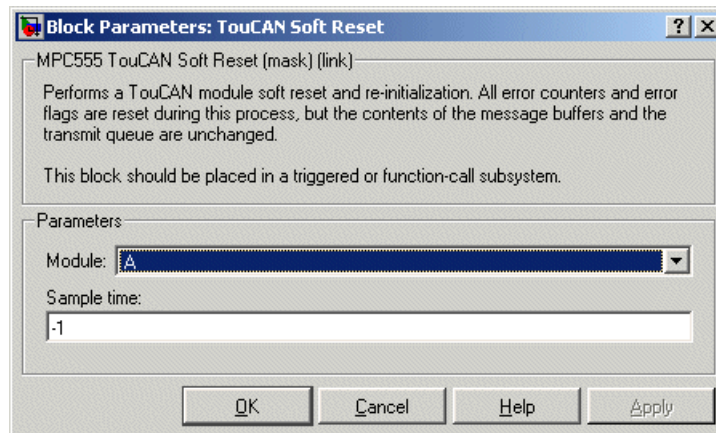 Block Parameters: TouCAN Soft Reset
MPC555 TouCAN Soft Reset (mask) (link)
Performs a TouCAN module soft reset and re-initialization. All error counters and error
flags are reset during this process, but the contents of the message buffers and the
transmit queue are unchanged.
This block should be placed in a triggered or function-call subsystem.
Parameters
Module: A
Sample time:
-1
OK Cancel Help Apply